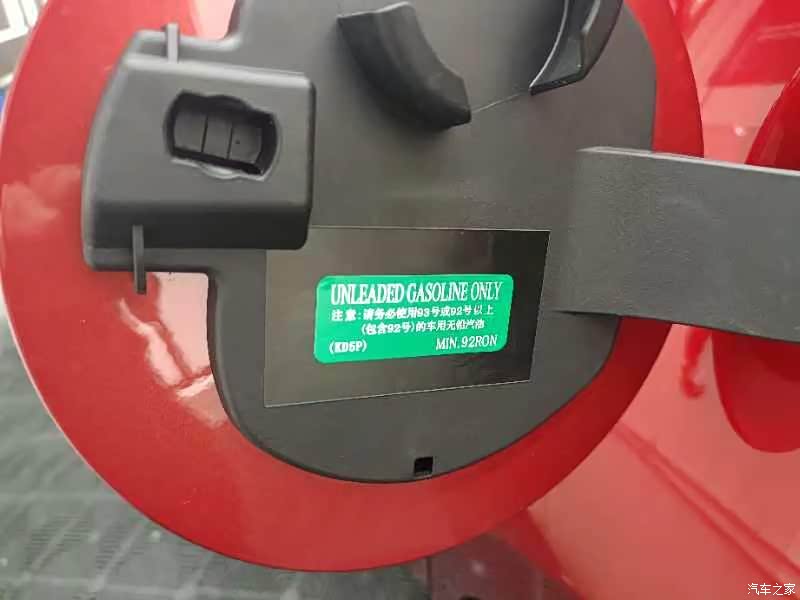 UNLEADED GASOLINE ONLY
注意:请务必使用93号或92号以上
(包含92号)的车用无铅汽油
(KD5P)
MIN.92RON
汽车之家